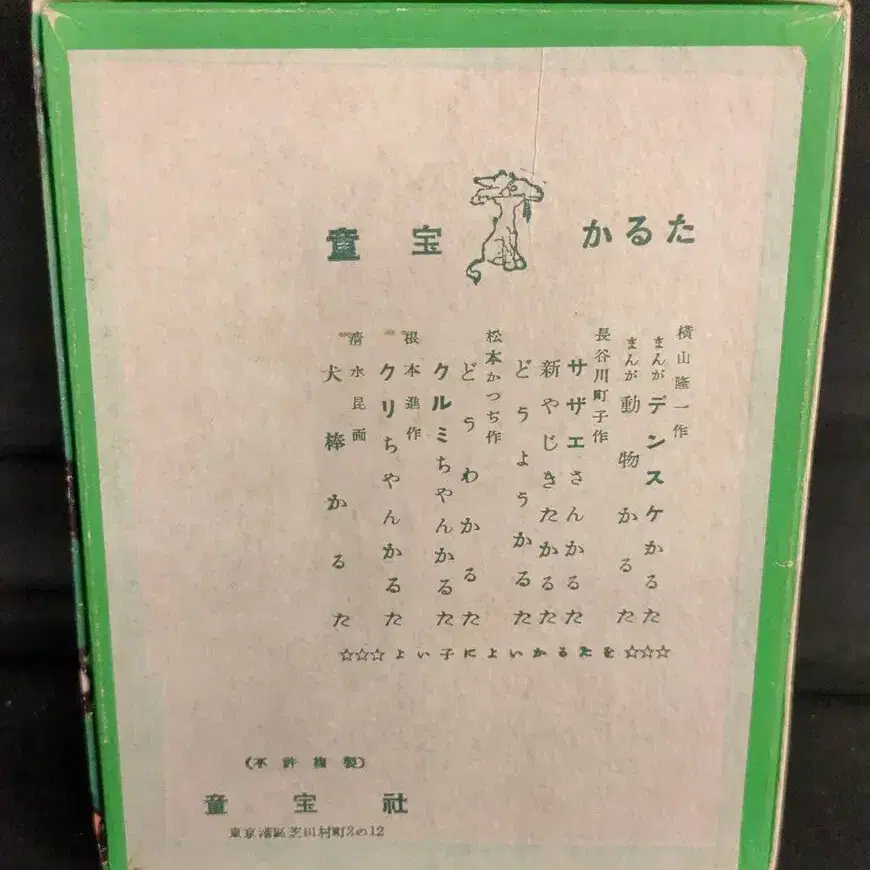 童宝かるた
横山隆一作
まんがデンスケかるた
まんが動物かるた
長谷川町子作
サザエさんかるた
新やじきたかるた
どうようかるた
松本かつぢ作
どうわかるた
クルミちゃんかるた
根本進作
クリちゃんかるた
清水昆画
犬棒かるた
☆☆☆よい子によいかるたを☆☆☆
(不許複製)
童宝社
東京港区芝田村町2の12